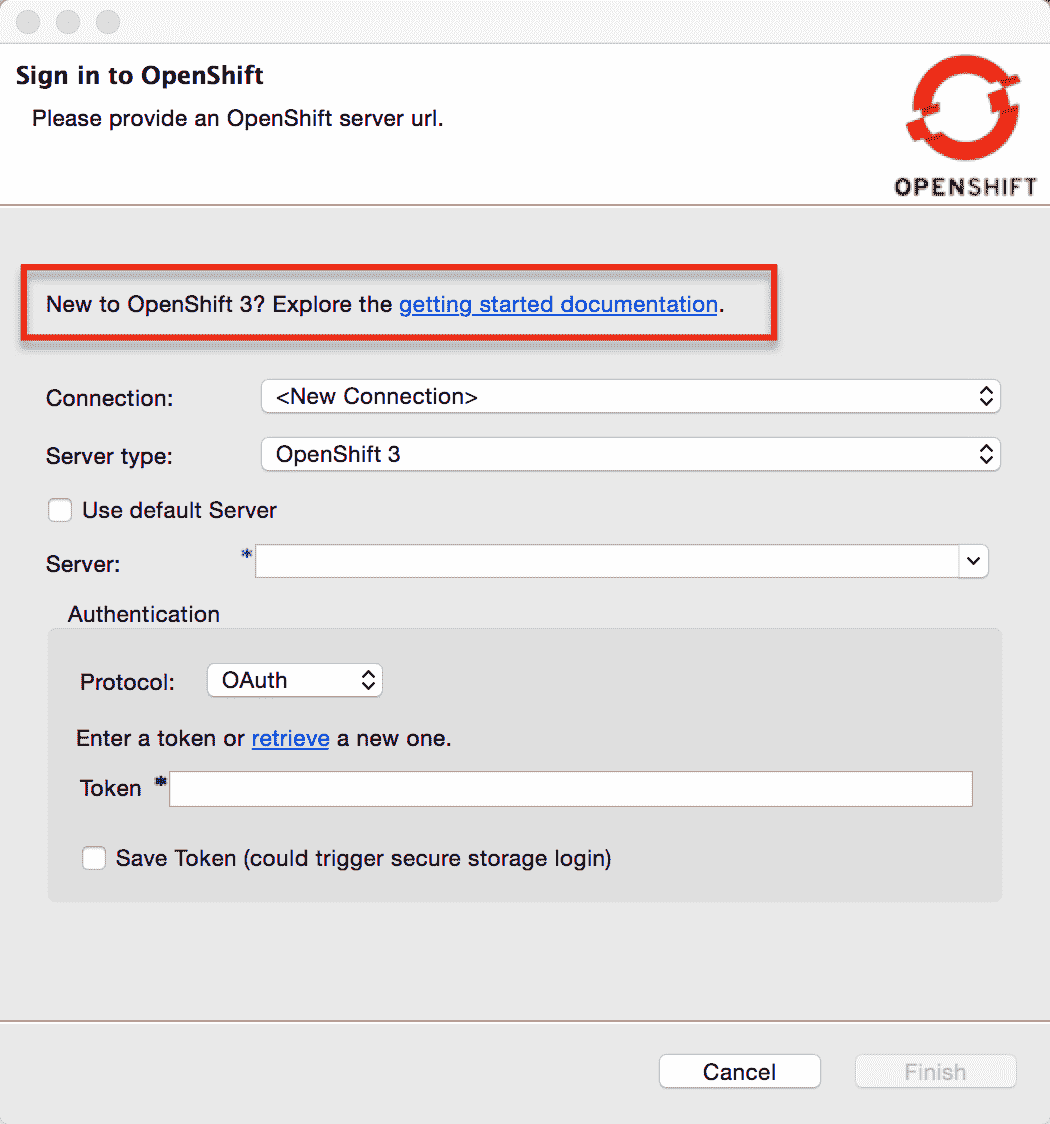 Sign in to OpenShift
Please provide an OpenShift server url.
OPENSHIFT
New to OpenShift 3? Explore the getting started documentation.
Connection: <New Connection>
Server type: OpenShift 3
Use default Server
Server: *
Authentication
Protocol: OAuth
Enter a token or retrieve a new one.
Token *
Save Token (could trigger secure storage login)
Cancel Finish